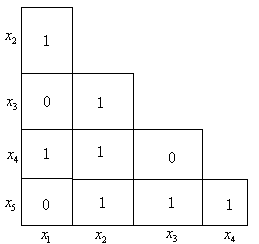 x₂ 1
x₃ 0 1
x₄ 1 1 0
x₅ 0 1 1 1
x₁ x₂ x₃ x₄